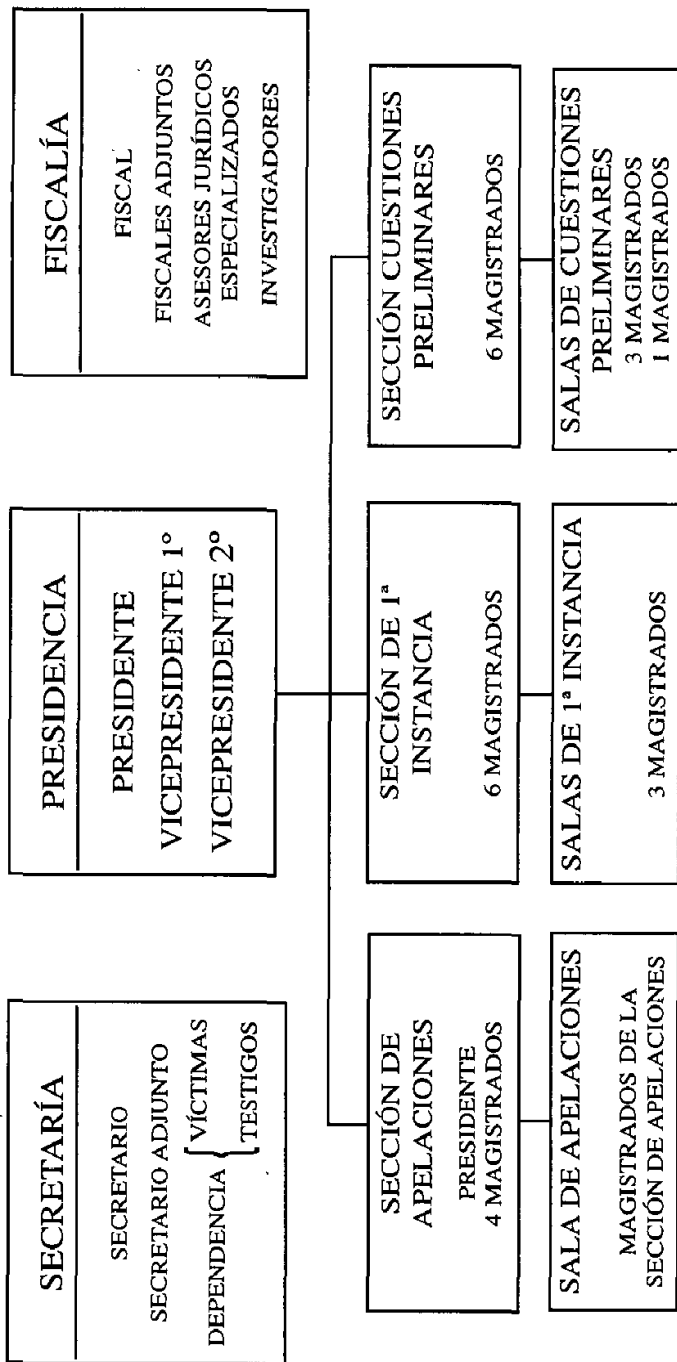 SECRETARÍA
SECRETARIO
SECRETARIO ADJUNTO
DEPENDENCIA { VÍCTIMAS
TESTIGOS
PRESIDENCIA
PRESIDENTE
VICEPRESIDENTE 1º
VICEPRESIDENTE 2º
FISCALÍA
FISCAL
FISCALES ADJUNTOS
ASESORES JURÍDICOS
ESPECIALIZADOS
INVESTIGADORES
SECCIÓN DE
APELACIONES
PRESIDENTE
4 MAGISTRADOS
SECCIÓN DE 1ª
INSTANCIA
6 MAGISTRADOS
SECCIÓN CUESTIONES
PRELIMINARES
6 MAGISTRADOS
SALA DE APELACIONES
MAGISTRADOS DE LA
SECCIÓN DE APELACIONES
SALAS DE 1ª INSTANCIA
3 MAGISTRADOS
SALAS DE CUESTIONES
PRELIMINARES
3 MAGISTRADOS
1 MAGISTRADOS